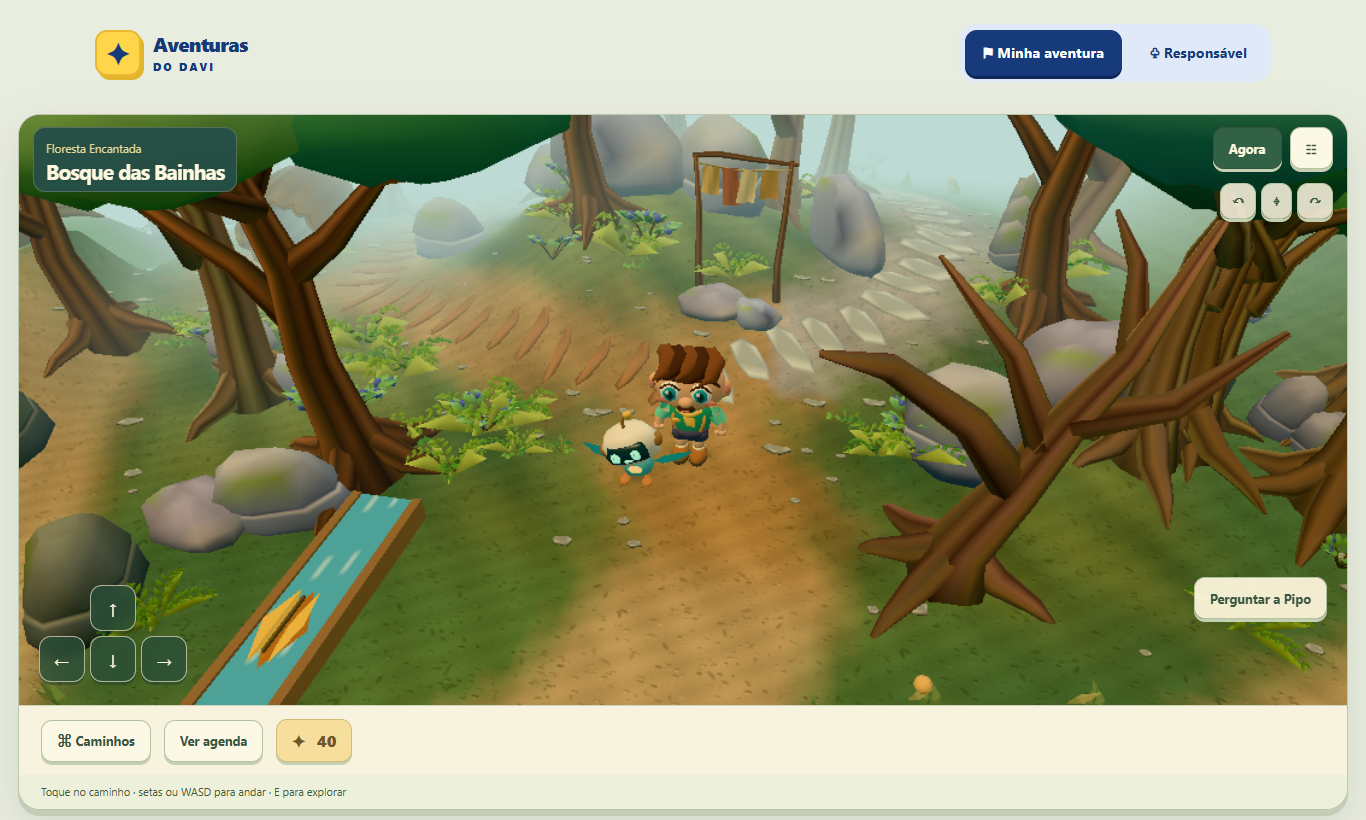 Aventuras
DO DAVI
Minha aventura
Responsável
Floresta Encantada
Bosque das Bainhas
Agora
Perguntar a Pipo
Caminhos
Ver agenda
40
Toque no caminho · setas ou WASD para andar · E para explorar